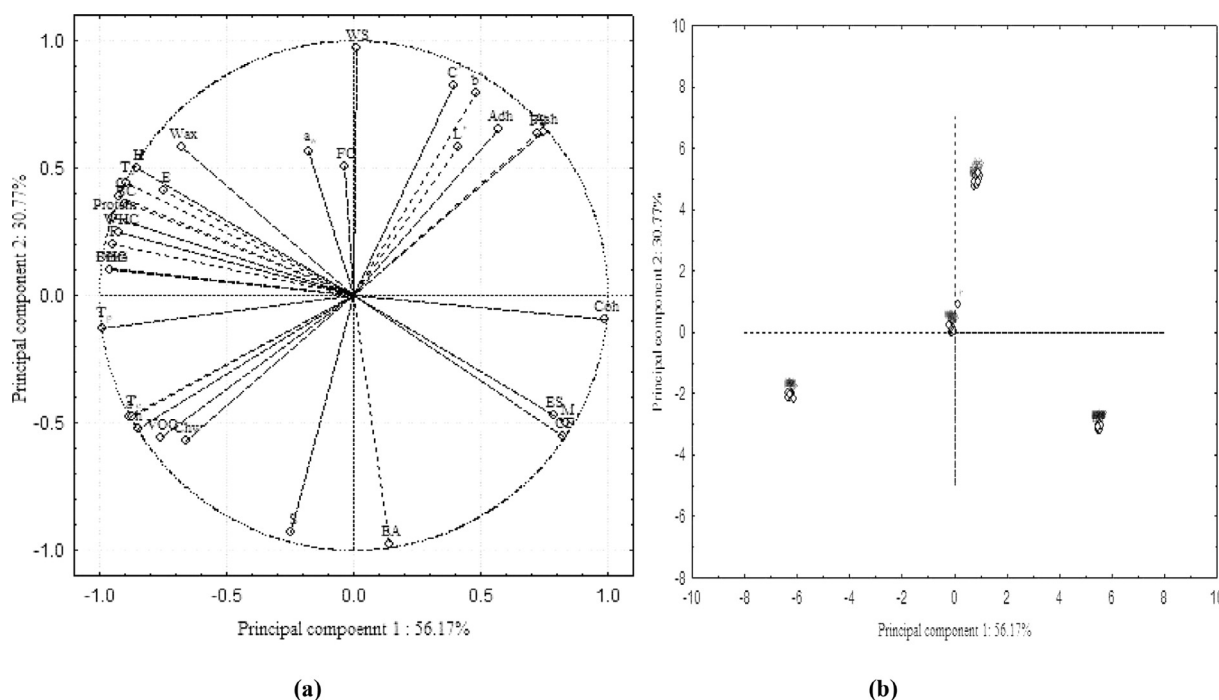 1.0
0.5
0.0
-0.5
-1.0
-1.0
-0.5
0.0
0.5
1.0
Principal component 2: 30.77%
Principal compoennt 1 : 56.17%
WS
C*
b*
Adh
L*
Wax
FC
H
E
Protein
WHC
Coh
ES
M
VOC
Chv
S
EA
(a)
10
8
6
4
2
0
-2
-4
-6
-8
-10
-8
-6
-4
-2
0
2
4
6
8
10
Principal component 2: 30.77%
Principal component 1: 56.17%
(b)